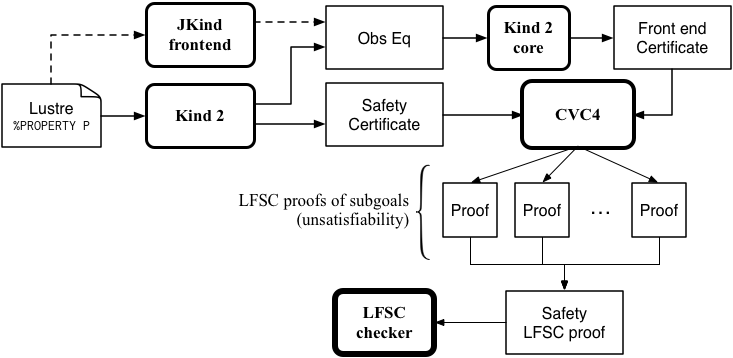 JKind
frontend
Obs Eq
Kind 2
core
Front end
Certificate
Lustre
%PROPERTY P
Kind 2
Safety
Certificate
CVC4
LFSC proofs of subgoals
(unsatisfiability)
Proof
Proof
...
Proof
LFSC
checker
Safety
LFSC proof